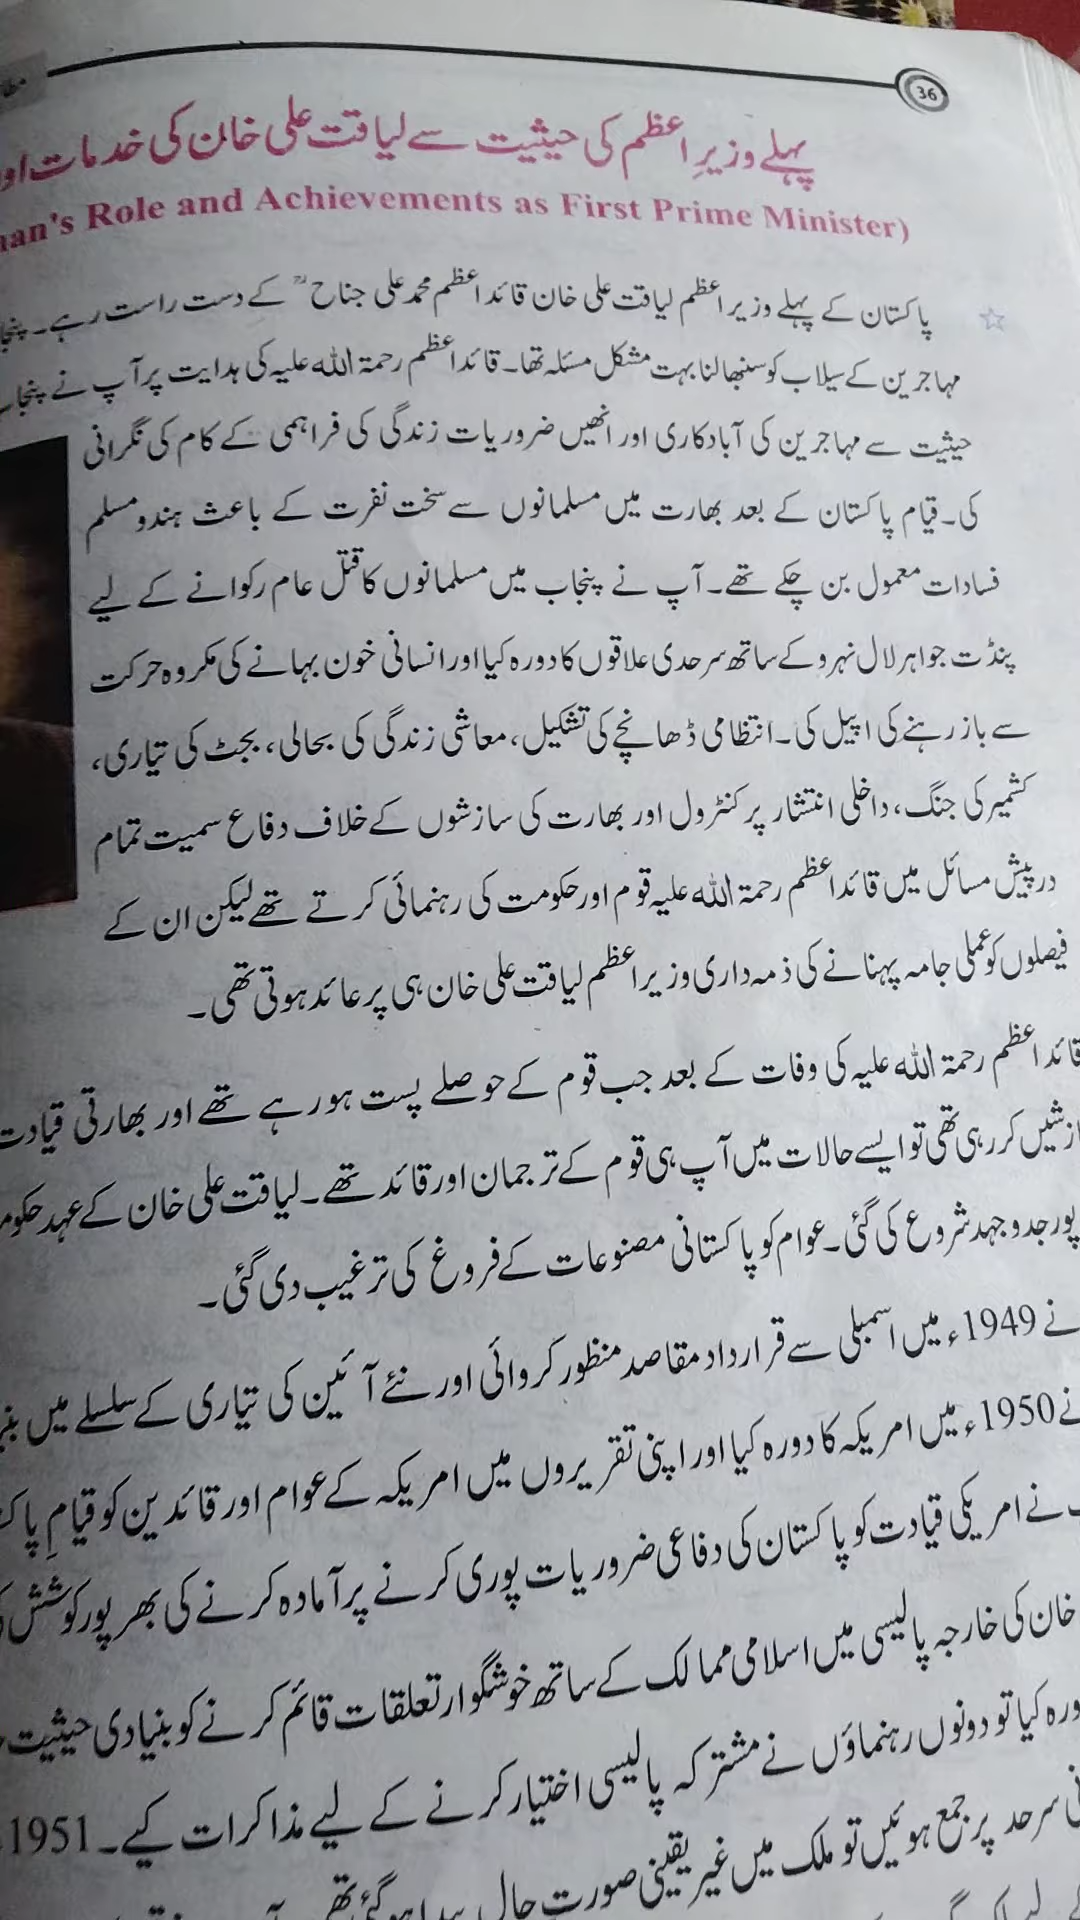 36
پہلے وزیرِ اعظم کی حیثیت سے لیاقت علی خان کی خدمات اور
's Role and Achievements as First Prime Minister)
☆ پاکستان کے پہلے وزیر اعظم لیاقت علی خان قائد اعظم محمد علی جناح ؒ کے دست راست رہے۔
مہاجرین کے سیلاب کو سنبھالنا بہت مشکل مسئلہ تھا۔ قائد اعظم رحمۃ اللہ علیہ کی ہدایت پر آپ نے
حیثیت سے مہاجرین کی آباد کاری اور انھیں ضروریات زندگی کی فراہمی کے کام کی نگرانی
کی۔ قیام پاکستان کے بعد بھارت میں مسلمانوں سے سخت نفرت کے باعث ہندو مسلم
فسادات معمول بن چکے تھے۔ آپ نے پنجاب میں مسلمانوں کا قتل عام رکوانے کے لیے
پنڈت جواہر لال نہرو کے ساتھ سرحدی علاقوں کا دورہ کیا اور انسانی خون بہانے کی مکروہ حرکت
سے باز رہنے کی اپیل کی۔ انتظامی ڈھانچے کی تشکیل، معاشی زندگی کی بحالی، بجٹ کی تیاری،
کشمیر کی جنگ، داخلی انتشار پر کنٹرول اور بھارت کی سازشوں کے خلاف دفاع سمیت تمام
درپیش مسائل میں قائد اعظم رحمۃ اللہ علیہ قوم اور حکومت کی رہنمائی کرتے تھے لیکن ان کے
فیصلوں کو عملی جامہ پہنانے کی ذمہ داری وزیر اعظم لیاقت علی خان ہی پر عائد ہوتی تھی۔
قائد اعظم رحمۃ اللہ علیہ کی وفات کے بعد جب قوم کے حوصلے پست ہو رہے تھے اور بھارتی قیادت
کر رہی تھی تو ایسے حالات میں آپ ہی قوم کے ترجمان اور قائد تھے۔ لیاقت علی خان کے عہد
پور جدوجہد شروع کی گئی۔ عوام کو پاکستانی مصنوعات کے فروغ کی ترغیب دی گئی۔
نے 1949ء میں اسمبلی سے قرارداد مقاصد منظور کروائی اور نئے آئین کی تیاری کے سلسلے میں
نے 1950ء میں امریکہ کا دورہ کیا اور اپنی تقریروں میں امریکہ کے عوام اور قائدین کو قیامِ
نے امریکی قیادت کو پاکستان کی دفاعی ضروریات پوری کرنے پر آمادہ کرنے کی بھر پور کوشش
خان کی خارجہ پالیسی میں اسلامی ممالک کے ساتھ خوشگوار تعلقات قائم کرنے کو بنیادی حیثیت
کیا تو دونوں رہنماؤں نے مشترکہ پالیسی اختیار کرنے کے لیے مذاکرات کیے۔ 1951
سرحد پر جمع ہوئیں تو ملک میں غیر یقینی صورت حال